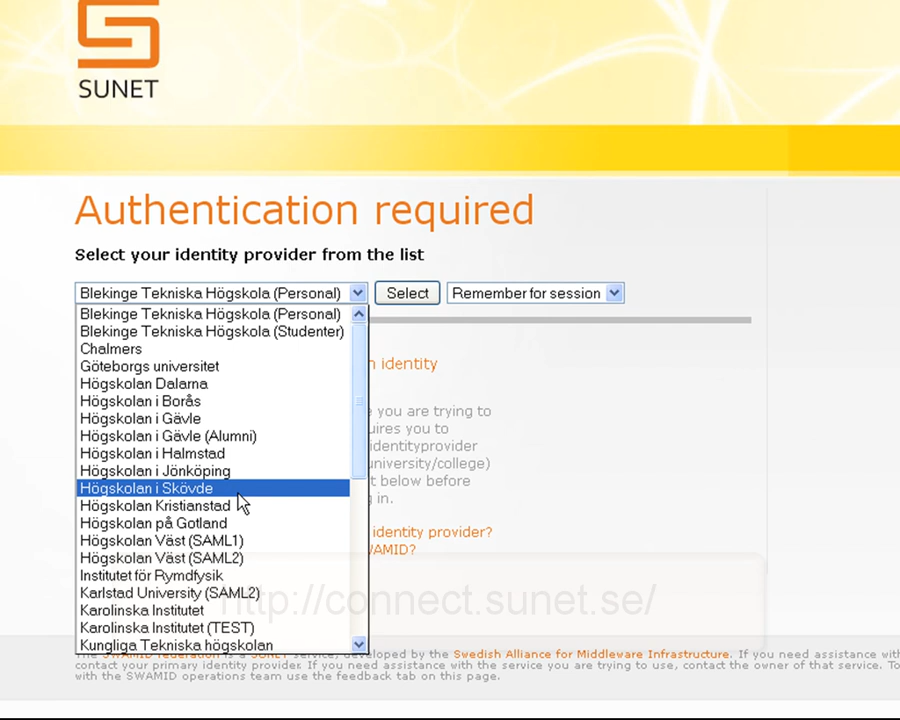 SUNET
Authentication required
Select your identity provider from the list
Blekinge Tekniska Högskola (Personal) Select Remember for session
Blekinge Tekniska Högskola (Personal)
Blekinge Tekniska Högskola (Studenter)
Chalmers
Göteborgs universitet
Högskolan Dalarna
Högskolan i Borås
Högskolan i Gävle
Högskolan i Gävle (Alumni)
Högskolan i Halmstad
Högskolan i Jönköping
Högskolan i Skövde
Högskolan Kristianstad
Högskolan på Gotland
Högskolan Väst (SAML1)
Högskolan Väst (SAML2)
Institutet för Rymdfysik
Karlstad University (SAML2)
Karolinska Institutet
Karolinska Institutet (TEST)
Kungliga Tekniska högskolan
identity
you are trying to
you to
identityprovider
university/college)
below before
in.
identity provider?
http://connect.sunet.se/
The SWAMID federation is a SUNET service, developed by the Swedish Alliance for Middleware Infrastructure. If you need assistance
contact your primary identity provider. If you need assistance with the service you are trying to use, contact the owner of that service. To
with the SWAMID operations team use the feedback tab on this page.